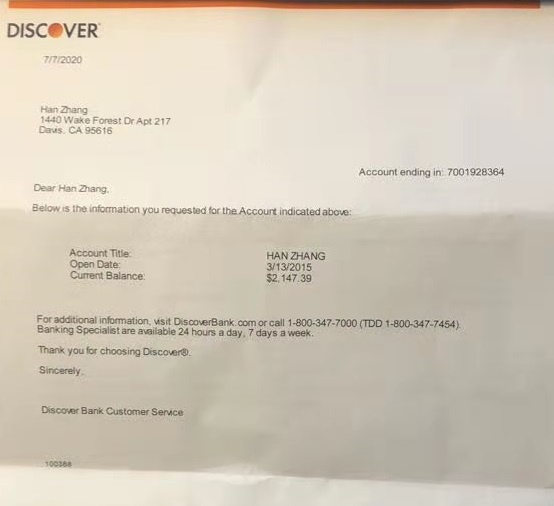 DISCOVER
7/7/2020
Han Zhang
1440 Wake Forest Dr Apt 217
Davis, CA 95616
Account ending in: 7001928364
Dear Han Zhang,
Below is the information you requested for the Account indicated above:
Account Title: HAN ZHANG
Open Date: 3/13/2015
Current Balance: $2,147.39
For additional information, visit DiscoverBank.com or call 1-800-347-7000 (TDD 1-800-347-7454).
Banking Specialist are available 24 hours a day, 7 days a week.
Thank you for choosing Discover®.
Sincerely,
Discover Bank Customer Service
100388